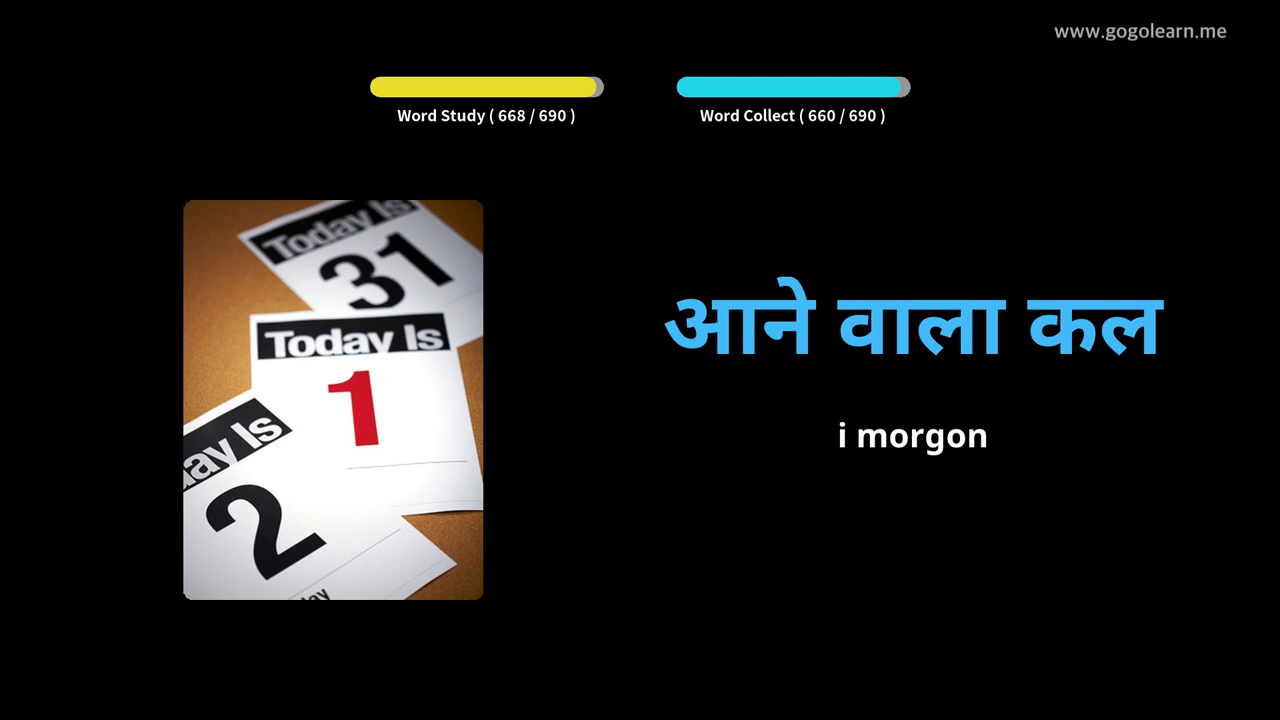 www.gogolearn.me
Word Study ( 668 / 690 )
Word Collect ( 660 / 690 )
Today Is
31
Today Is
1
ay Is
2
आने वाला कल
i morgon